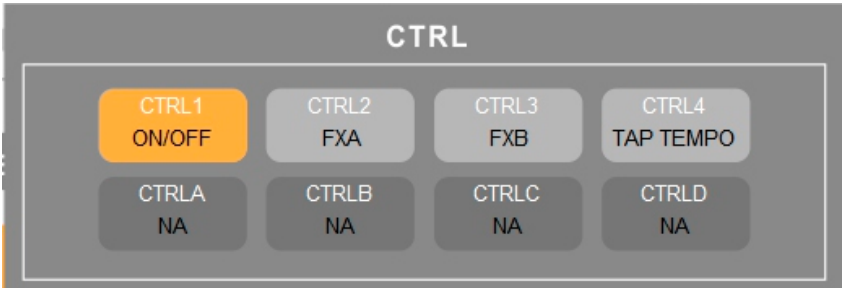 CTRL
CTRL1 CTRL2 CTRL3 CTRL4
ON/OFF FXA FXB TAP TEMPO
CTRLA CTRLB CTRLC CTRLD
NA NA NA NA